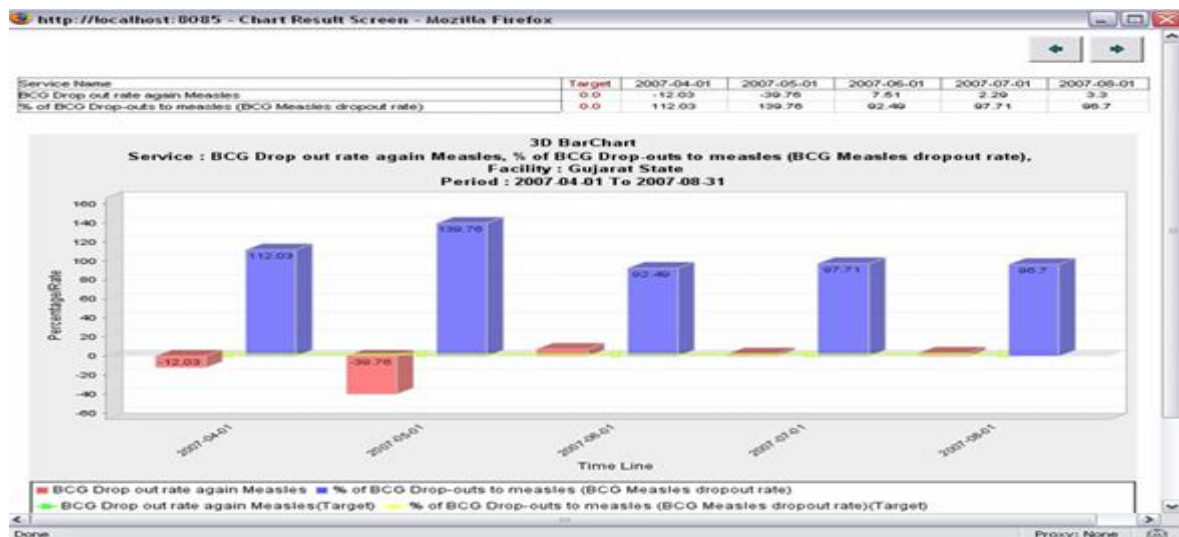 http://localhost:8085 - Chart Result Screen - Mozilla Firefox
Service Name Target 2007-04-01 2007-05-01 2007-06-01 2007-07-01 2007-08-01
BCG Drop out rate again Measles 0.0 -12.03 -39.76 7.51 2.29 3.3
% of BCG Drop-outs to measles (BCG Measles dropout rate) 0.0 112.03 139.76 92.49 97.71 96.7
3D BarChart
Service : BCG Drop out rate again Measles, % of BCG Drop-outs to measles (BCG Measles dropout rate),
Facility : Gujarat State
Period : 2007-04-01 To 2007-08-31
Percentage/Rate
160
140
120
100
80
60
40
20
0
-20
-40
-60
112.03
139.76
92.49
97.71
96.7
-12.03
-39.76
2007-04-01
2007-05-01
2007-06-01
2007-07-01
2007-08-01
Time Line
BCG Drop out rate again Measles % of BCG Drop-outs to measles (BCG Measles dropout rate)
BCG Drop out rate again Measles(Target) % of BCG Drop-outs to measles (BCG Measles dropout rate)(Target)
Done Proxy: None